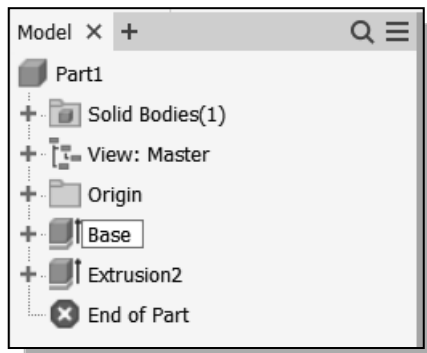 Model
Part1
Solid Bodies(1)
View: Master
Origin
Base
Extrusion2
End of Part